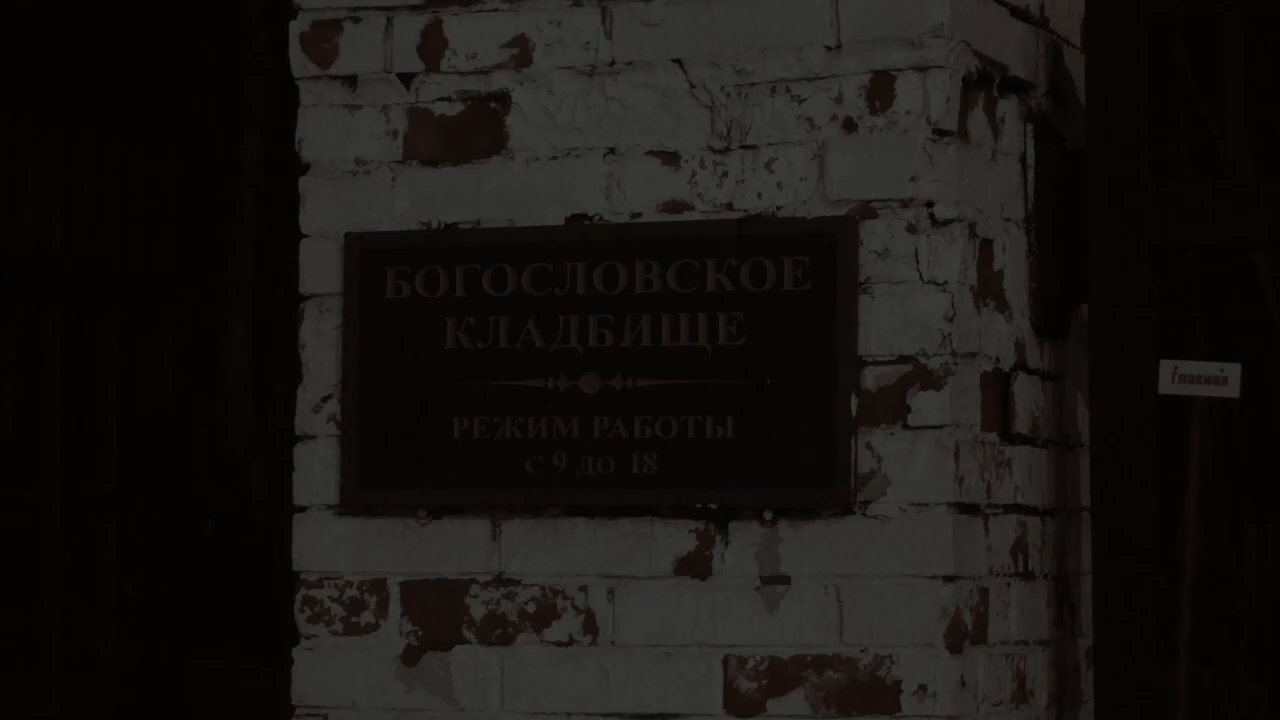 БОГОСЛОВСКОЕ
КЛАДБИЩЕ
РЕЖИМ РАБОТЫ
С 9 ДО 18
Главная